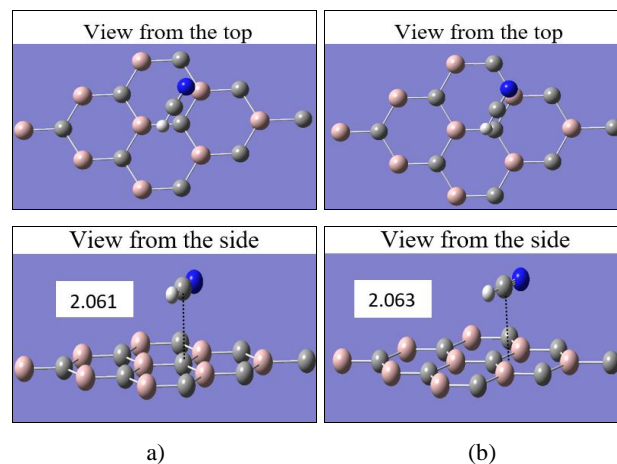 View from the top
View from the top
View from the side
View from the side
2.061
2.063
a)
(b)